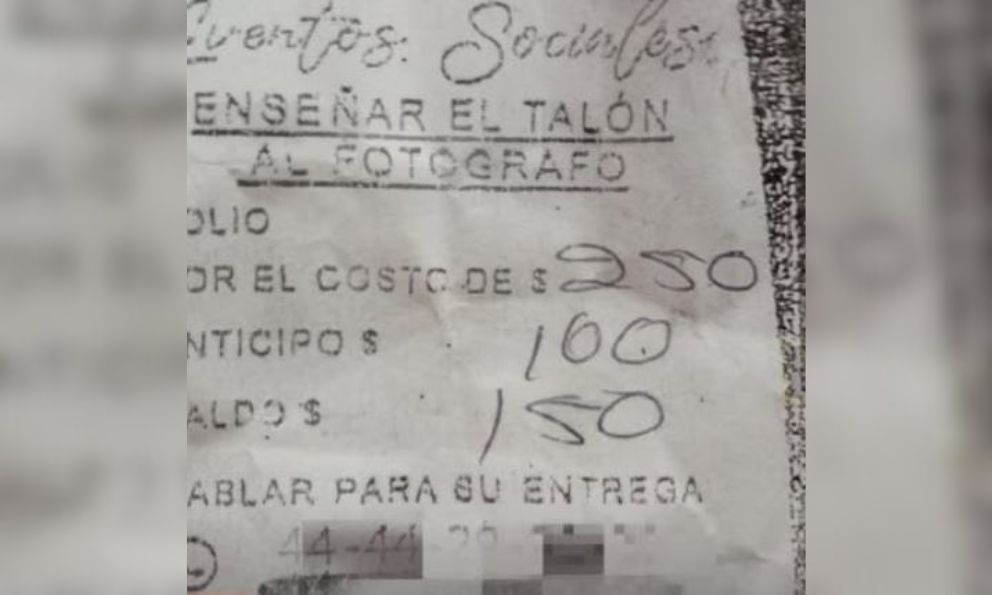 Eventos Sociales
ENSEÑAR EL TALÓN
AL FOTOGRAFO
OLIO
OR EL COSTO DE $ 250
NTICIPO $ 100
ALDO $ 150
ABLAR PARA SU ENTREGA